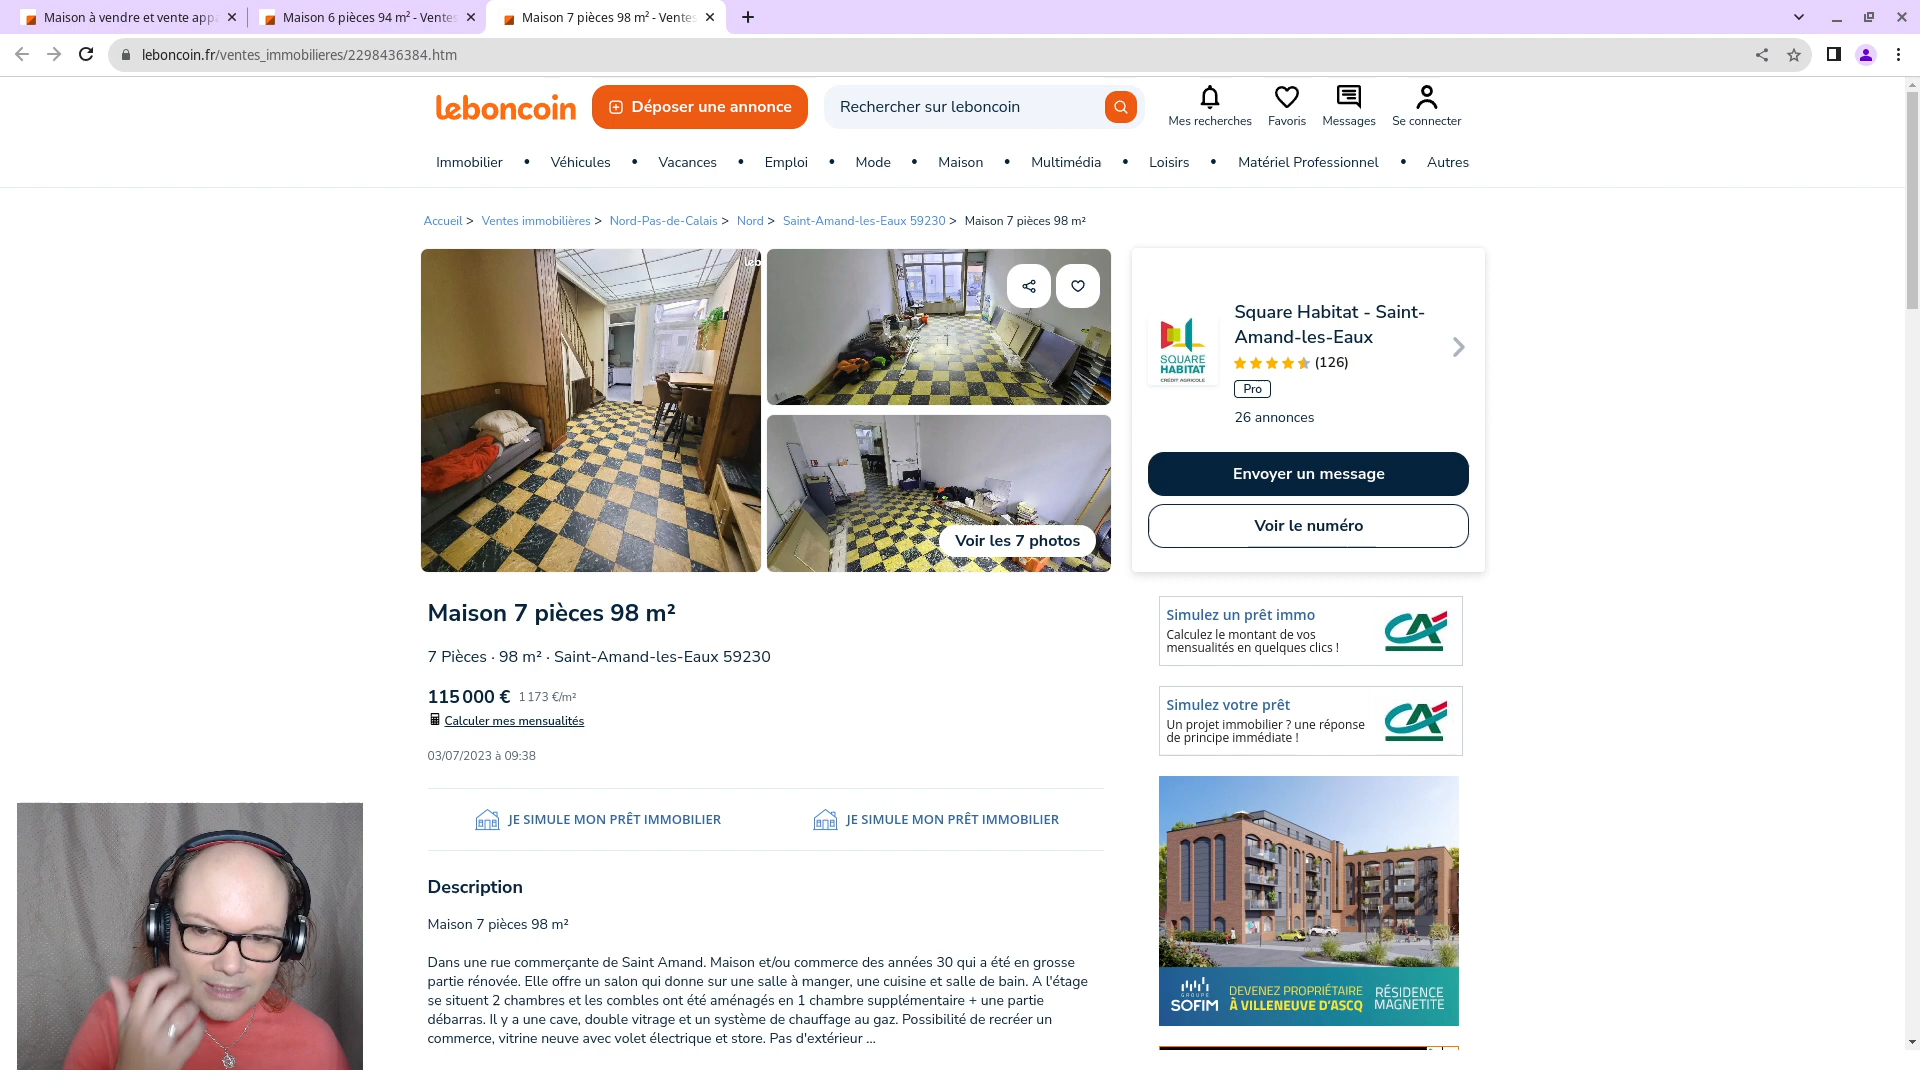 Maison à vendre et vente appa
Maison 6 pièces 94 m² - Ventes
Maison 7 pièces 98 m² - Ventes
leboncoin.fr/ventes_immobilieres/2298436384.htm
leboncoin
Déposer une annonce
Rechercher sur leboncoin
Mes recherches
Favoris
Messages
Se connecter
Immobilier • Véhicules • Vacances • Emploi • Mode • Maison • Multimédia • Loisirs • Matériel Professionnel • Autres
Accueil > Ventes immobilières > Nord-Pas-de-Calais > Nord > Saint-Amand-les-Eaux 59230 > Maison 7 pièces 98 m²
leb
Voir les 7 photos
SQUARE
HABITAT
CRÉDIT AGRICOLE
Square Habitat - Saint-
Amand-les-Eaux
(126)
Pro
26 annonces
Envoyer un message
Voir le numéro
Maison 7 pièces 98 m²
7 Pièces · 98 m² · Saint-Amand-les-Eaux 59230
115 000 € 1 173 €/m²
Calculer mes mensualités
03/07/2023 à 09:38
JE SIMULE MON PRÊT IMMOBILIER
JE SIMULE MON PRÊT IMMOBILIER
Description
Maison 7 pièces 98 m²
Dans une rue commerçante de Saint Amand. Maison et/ou commerce des années 30 qui a été en grosse
partie rénovée. Elle offre un salon qui donne sur une salle à manger, une cuisine et salle de bain. A l'étage
se situent 2 chambres et les combles ont été aménagés en 1 chambre supplémentaire + une partie
débarras. Il y a une cave, double vitrage et un système de chauffage au gaz. Possibilité de recréer un
commerce, vitrine neuve avec volet électrique et store. Pas d'extérieur ...
Simulez un prêt immo
Calculez le montant de vos
mensualités en quelques clics !
CA
Simulez votre prêt
Un projet immobilier ? une réponse
de principe immédiate !
CA
GROUPE
SOFIM
DEVENEZ PROPRIÉTAIRE
À VILLENEUVE D'ASCQ
RÉSIDENCE
MAGNETITE